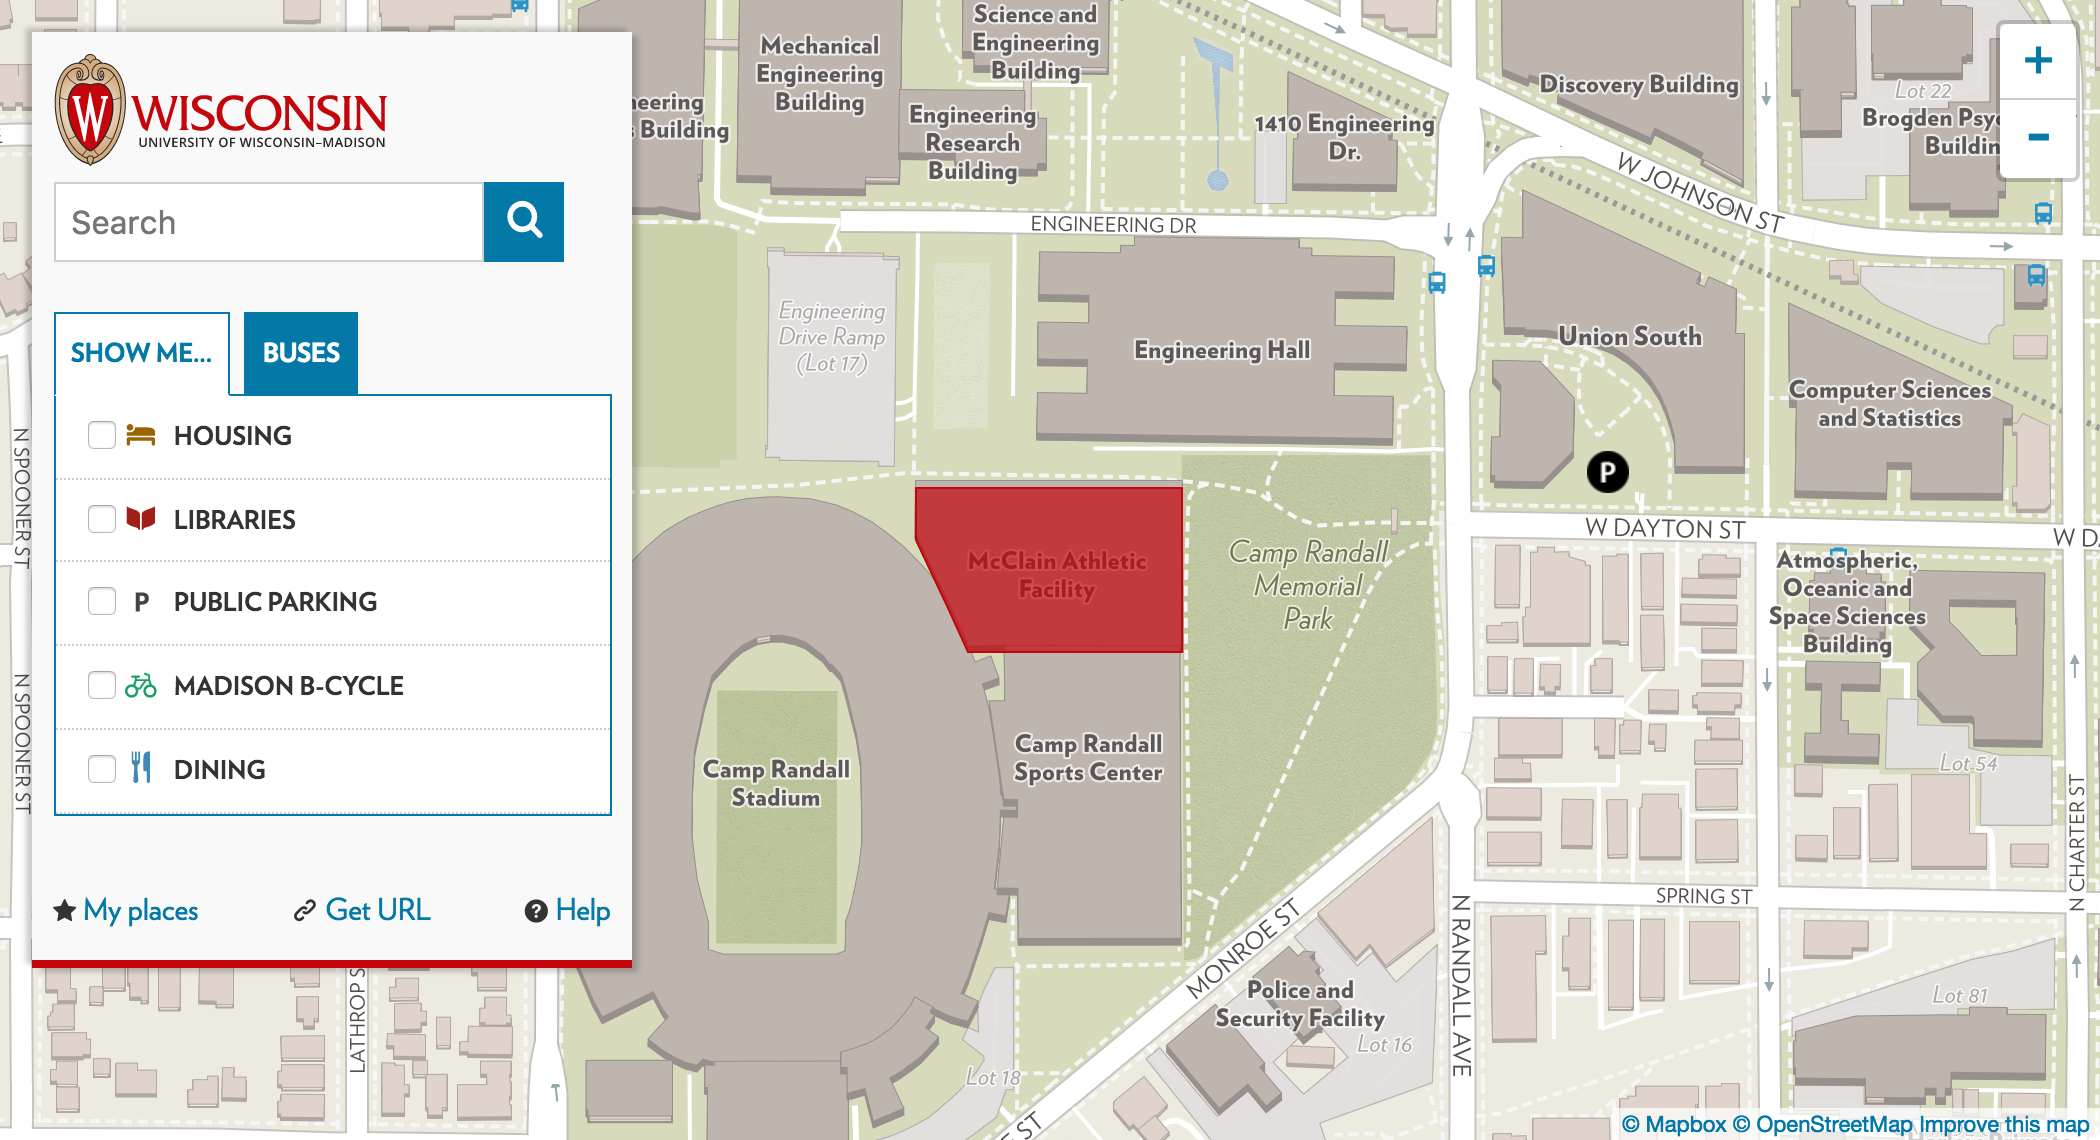 W
WISCONSIN
UNIVERSITY OF WISCONSIN–MADISON
Search
SHOW ME...
BUSES
HOUSING
LIBRARIES
P
PUBLIC PARKING
MADISON B-CYCLE
DINING
My places
Get URL
? Help
Mechanical
Engineering
Building
Science and
Engineering
Building
Engineering
Research
Building
neering
s Building
1410 Engineering
Dr.
Discovery Building
Lot 22
Brogden Psyc
Buildin
+
-
W JOHNSON ST
ENGINEERING DR
Engineering
Drive Ramp
(Lot 17)
Engineering Hall
Union South
Computer Sciences
and Statistics
P
W DAYTON ST
W DA
McClain Athletic
Facility
Camp Randall
Memorial
Park
Atmospheric,
Oceanic and
Space Sciences
Building
Camp Randall
Sports Center
Camp Randall
Stadium
Lot 54
N SPOONER ST
N SPOONER ST
N CHARTER ST
SPRING ST
N RANDALL AVE
MONROE ST
Police and
Security Facility
Lot 16
Lot 81
Lot 18
LATHROP S
E ST
© Mapbox © OpenStreetMap Improve this map